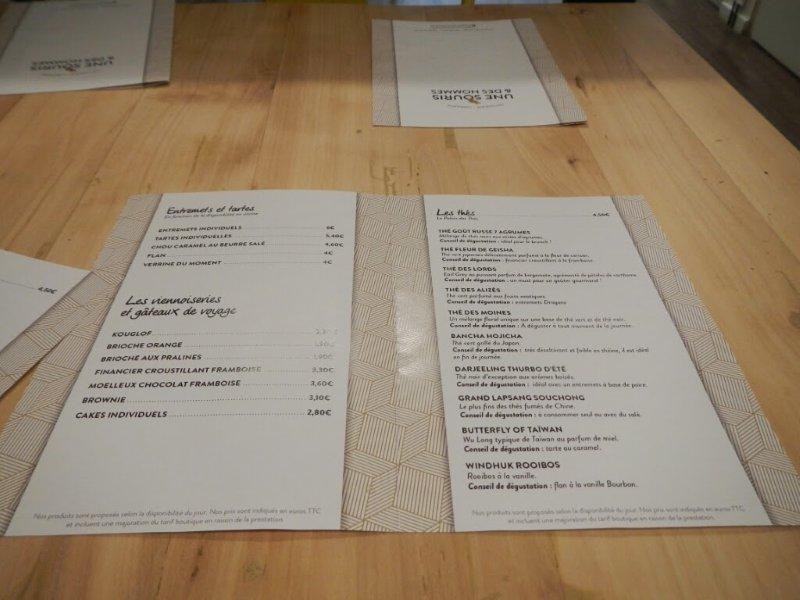 UNE SOURIS
& DES HOMMES
UNE SOURIS
& DES HOMMES
4,50€
Entremets et tartes
En fonction de la disponibilité en vitrine
ENTREMETS INDIVIDUELS 6€
TARTES INDIVIDUELLES 5,40€
CHOU CARAMEL AU BEURRE SALÉ 4,60€
FLAN 4€
VERRINE DU MOMENT 4€
Les viennoiseries
et gâteaux de voyage
KOUGLOF
BRIOCHE ORANGE 1,90€
BRIOCHE AUX PRALINES 1,90€
FINANCIER CROUSTILLANT FRAMBOISE 3,30€
MOELLEUX CHOCOLAT FRAMBOISE 3,60€
BROWNIE 3,10€
CAKES INDIVIDUELS 2,80€
Nos produits sont proposés selon la disponibilité du jour. Nos prix sont indiqués en euros TTC
et incluent une majoration du tarif boutique en raison de la prestation
Les thés 4,50€
Le Palais des Thés
THÉ GOÛT RUSSE 7 AGRUMES
Mélange de thés noirs aux notes d'agrumes.
Conseil de dégustation : idéal pour le brunch !
THÉ FLEUR DE GEISHA
Thé vert japonais délicatement parfumé à la fleur de cerisier.
Conseil de dégustation : financier croustillant à la framboise.
THÉ DES LORDS
Earl Grey au puissant parfum de bergamote, agrémenté de pétales de carthame.
Conseil de dégustation : un must pour un goûter gourmand !
THÉ DES ALIZÉS
Thé vert parfumé aux fruits exotiques.
Conseil de dégustation : entremets Dragons
THÉ DES MOINES
Un mélange floral unique sur une base de thé vert et de thé noir.
Conseil de dégustation : À déguster à tout moment de la journée.
BANCHA HOJICHA
Thé vert grillé du Japon.
Conseil de dégustation : très désaltérant et faible en théine, il est idéal
en fin de journée.
DARJEELING THURBO D'ÉTÉ
Thé noir d'exception aux arômes boisés.
Conseil de dégustation : idéal avec un entremets à base de poire.
GRAND LAPSANG SOUCHONG
Le plus fins des thés fumés de Chine.
Conseil de dégustation : à consommer seul ou avec du salé.
BUTTERFLY OF TAÏWAN
Wu Long typique de Taïwan au parfum de miel.
Conseil de dégustation : tarte au caramel.
WINDHUK ROOIBOS
Rooibos à la vanille.
Conseil de dégustation : flan à la vanille Bourbon.
Nos produits sont proposés selon la disponibilité du jour. Nos prix sont indiqués en euros TTC
et incluent une majoration du tarif boutique en raison de la prestation.